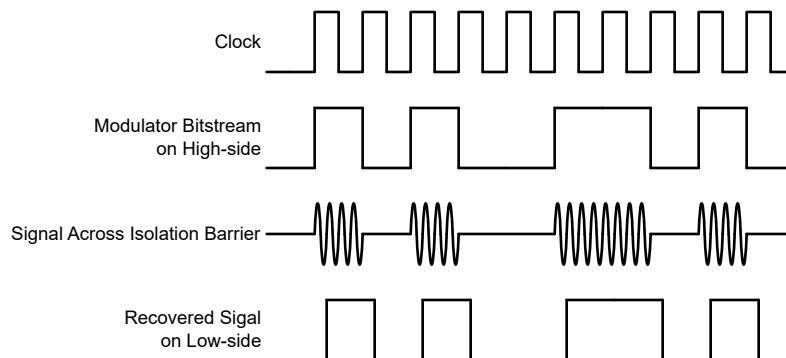 Clock
Modulator Bitstream
on High-side
Signal Across Isolation Barrier
Recovered Sigal
on Low-side